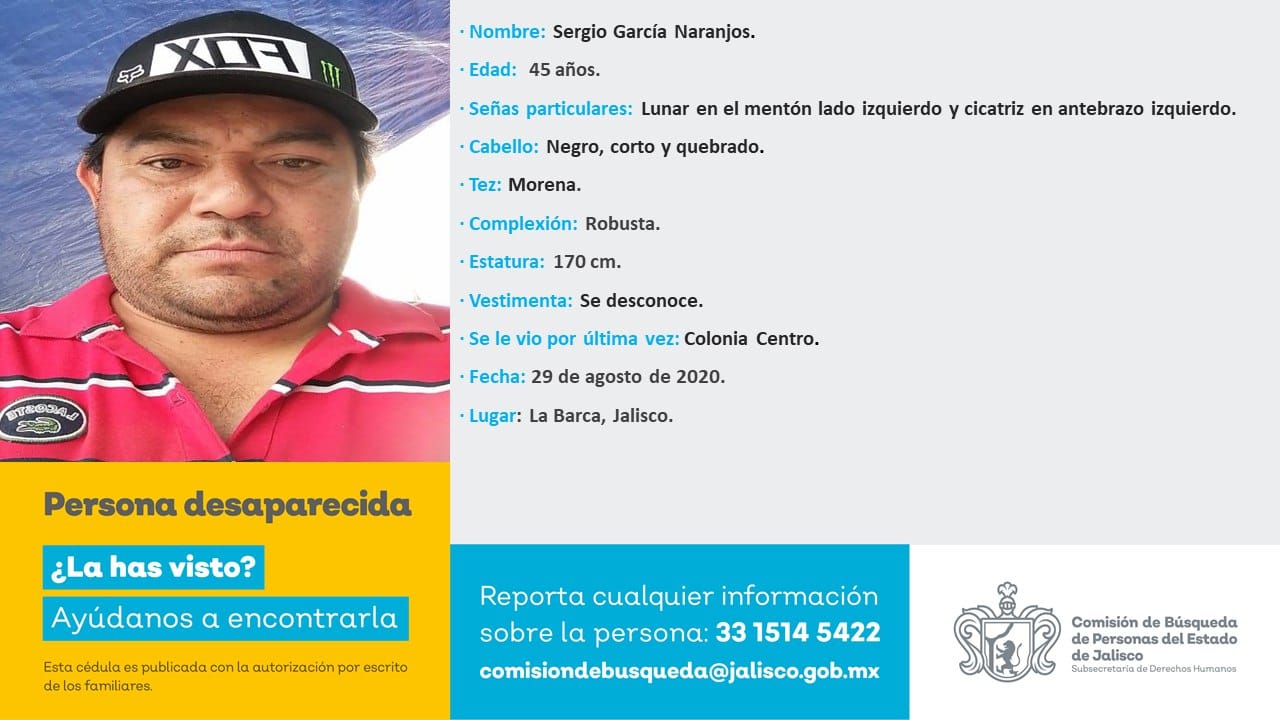 FOX
LACOSTE
· Nombre: Sergio García Naranjos.
· Edad: 45 años.
· Señas particulares: Lunar en el mentón lado izquierdo y cicatriz en antebrazo izquierdo.
· Cabello: Negro, corto y quebrado.
· Tez: Morena.
· Complexión: Robusta.
· Estatura: 170 cm.
· Vestimenta: Se desconoce.
· Se le vio por última vez: Colonia Centro.
· Fecha: 29 de agosto de 2020.
· Lugar: La Barca, Jalisco.
Persona desaparecida
¿La has visto?
Ayúdanos a encontrarla
Esta cédula es publicada con la autorización por escrito
de los familiares.
Reporta cualquier información
sobre la persona: 33 1514 5422
comisiondebusqueda@jalisco.gob.mx
Comisión de Búsqueda
de Personas del Estado
de Jalisco
Subsecretaría de Derechos Humanos